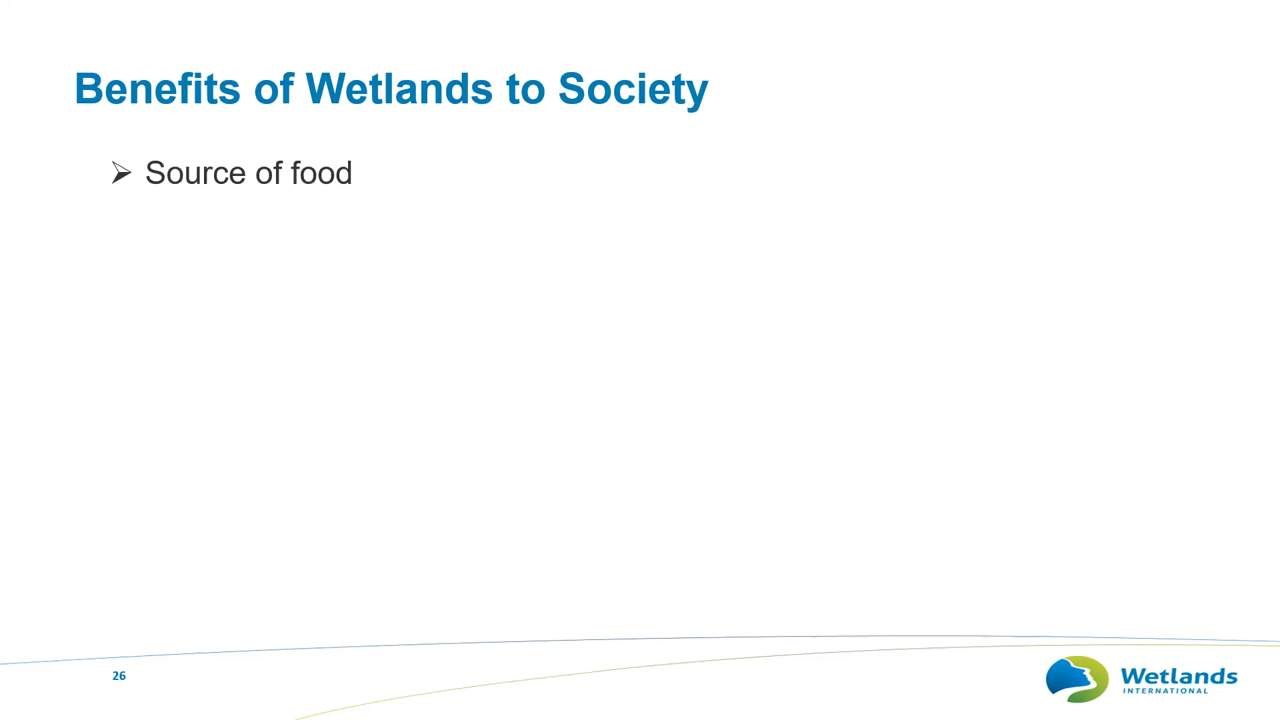 Benefits of Wetlands to Society
➢ Source of food
26
Wetlands
INTERNATIONAL